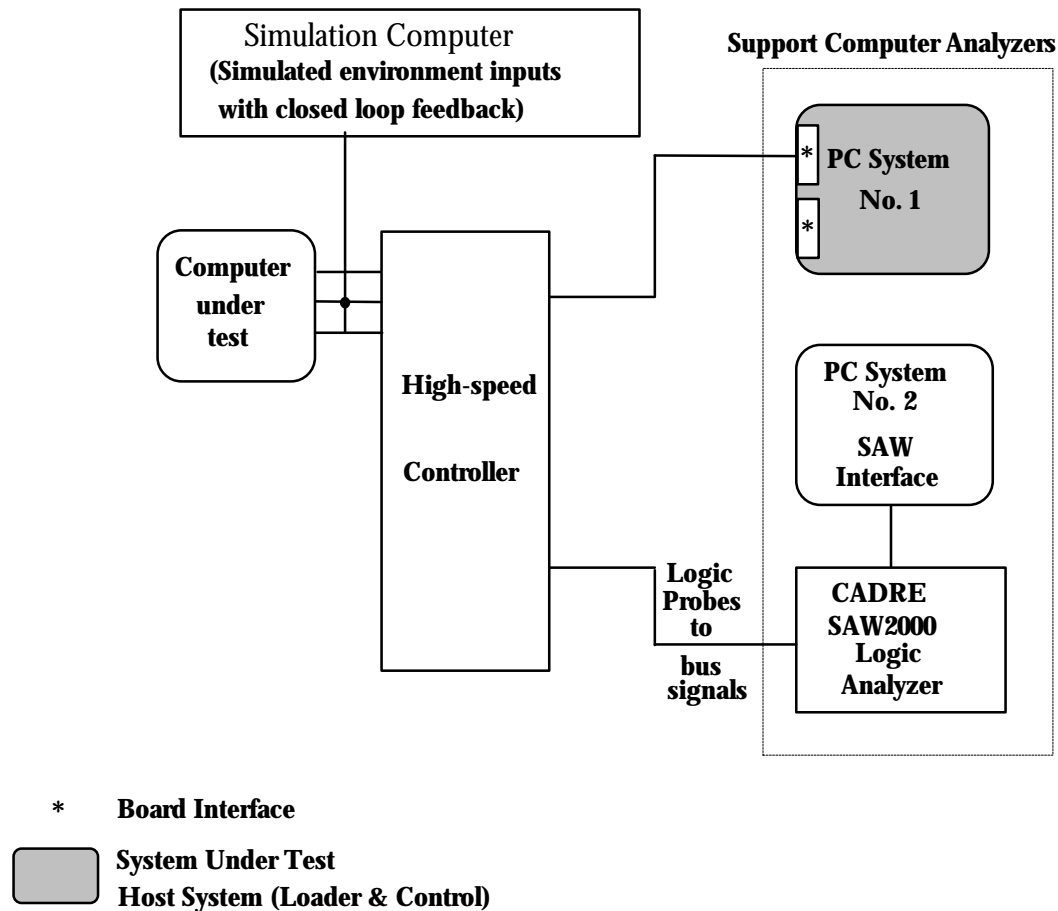 Simulation Computer
(Simulated environment inputs
with closed loop feedback)
Support Computer Analyzers
*
PC System
No. 1
*
Computer
under
test
High-speed
Controller
PC System
No. 2
SAW
Interface
Logic
Probes
to
bus
signals
CADRE
SAW2000
Logic
Analyzer
* Board Interface
System Under Test
Host System (Loader & Control)